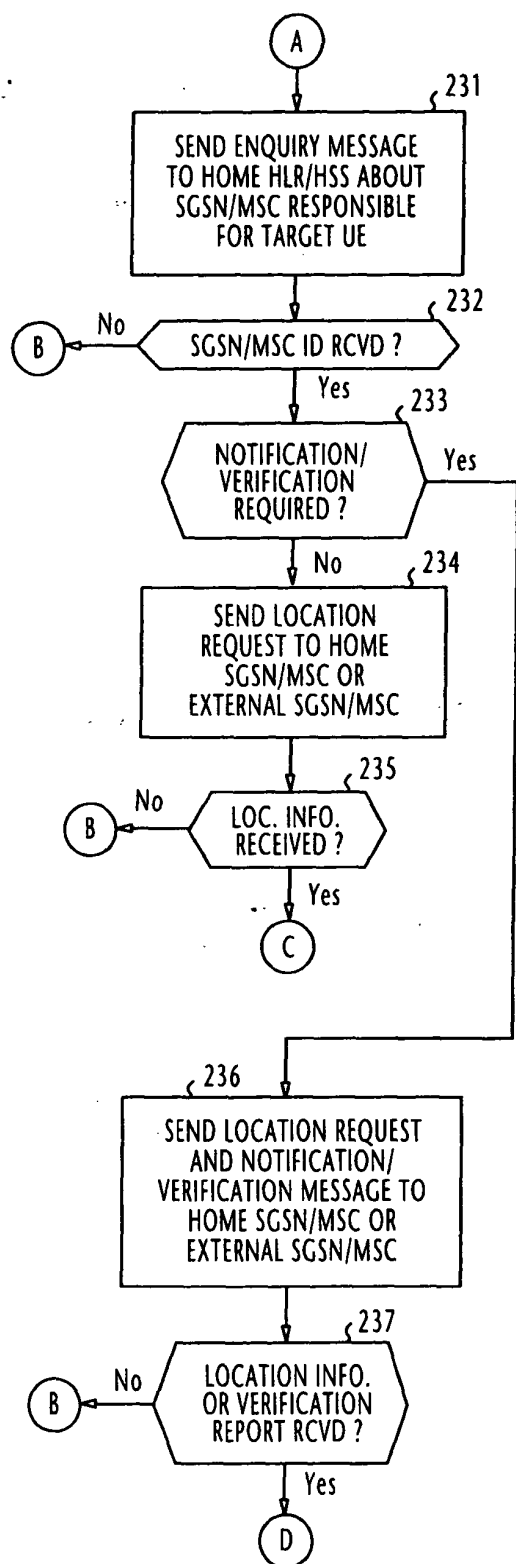 A
231
SEND ENQUIRY MESSAGE
TO HOME HLR/HSS ABOUT
SGSN/MSC RESPONSIBLE
FOR TARGET UE
232
No
B
SGSN/MSC ID RCVD ?
Yes
233
NOTIFICATION/
VERIFICATION
REQUIRED ?
Yes
No
234
SEND LOCATION
REQUEST TO HOME
SGSN/MSC OR
EXTERNAL SGSN/MSC
235
No
B
LOC. INFO.
RECEIVED ?
Yes
C
236
SEND LOCATION REQUEST
AND NOTIFICATION/
VERIFICATION MESSAGE TO
HOME SGSN/MSC OR
EXTERNAL SGSN/MSC
237
No
B
LOCATION INFO.
OR VERIFICATION
REPORT RCVD ?
Yes
D